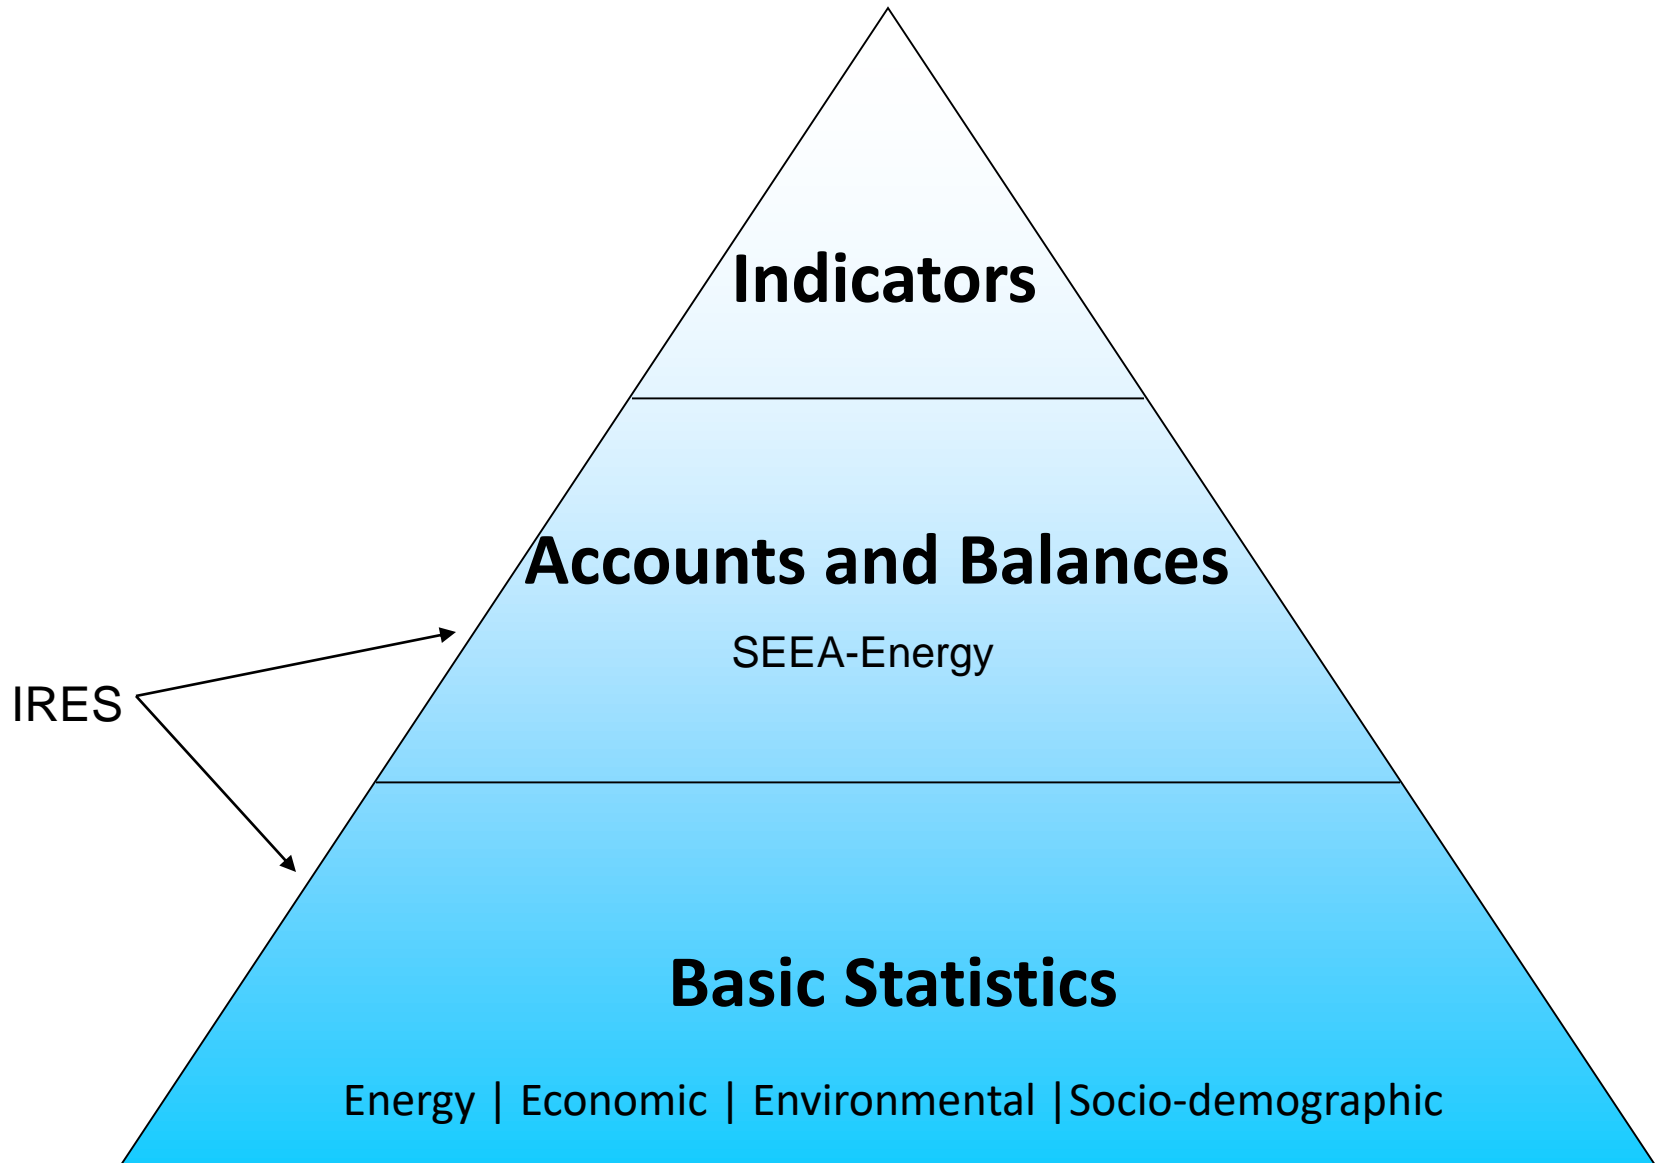 Indicators
Accounts and Balances
SEEA-Energy
IRES
Basic Statistics
Energy | Economic | Environmental |Socio-demographic